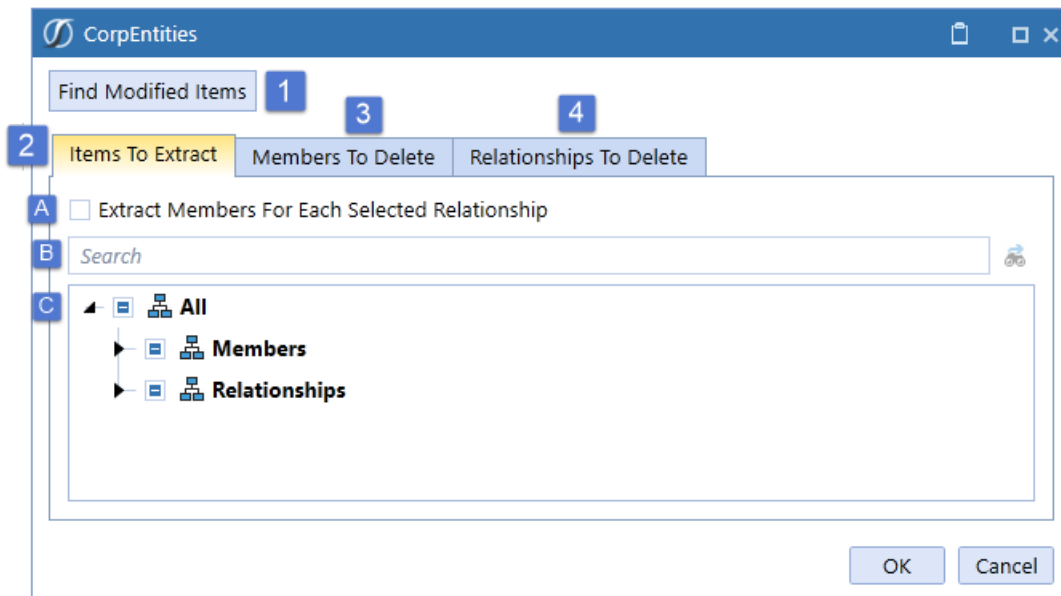 CorpEntities
Find Modified Items 1
3 4
2 Items To Extract Members To Delete Relationships To Delete
A Extract Members For Each Selected Relationship
B Search
C All
Members
Relationships
OK Cancel